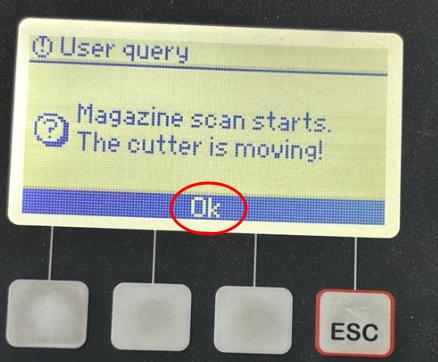 User query
Magazine scan starts.
The cutter is moving!
Ok
ESC